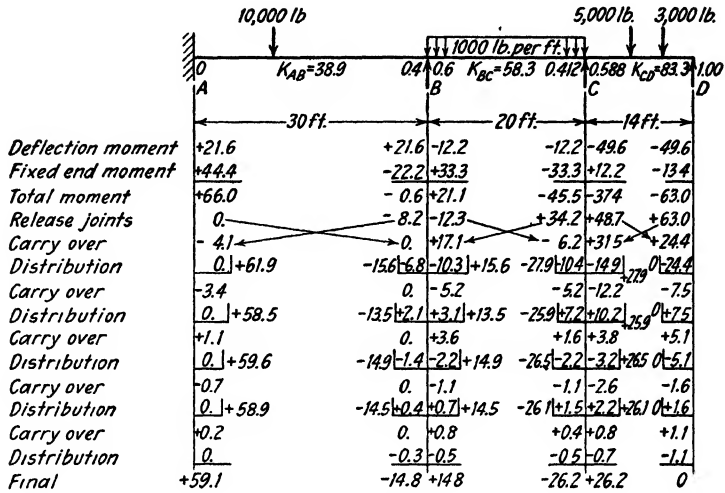 10,000 lb 5,000 lb. 3,000 lb.
1000 lb. per ft.
0 K_AB=38.9 0.4 0.6 K_BC=58.3 0.412 0.588 K_CD=83.3 1.00
A B C D
30 ft. 20 ft. 14 ft.
Deflection moment +21.6 +21.6 -12.2 -12.2 -49.6 -49.6
Fixed end moment +44.4 -22.2 +33.3 -33.3 +12.2 -13.4
Total moment +66.0 - 0.6 +21.1 -45.5 -37.4 -63.0
Release joints 0. - 8.2 -12.3 +34.2 +48.7 +63.0
Carry over - 4.1 0. +17.1 - 6.2 +31.5 +24.4
Distribution 0. +61.9 -15.6 -6.8 -10.3 +15.6 -27.9 -10.4 -14.9 +27.9 0 -24.4
Carry over -3.4 0. -5.2 -5.2 -12.2 -7.5
Distribution 0. +58.5 -13.5 +2.1 +3.1 +13.5 -25.9 +7.2 +10.2 +25.9 0 +7.5
Carry over +1.1 0. +3.6 +1.6 +3.8 +5.1
Distribution 0. +59.6 -14.9 -1.4 -2.2 +14.9 -26.5 -2.2 -3.2 +26.5 0 -5.1
Carry over -0.7 0. -1.1 -1.1 -2.6 -1.6
Distribution 0. +58.9 -14.5 +0.4 +0.7 +14.5 -26.1 +1.5 +2.2 +26.1 0 +1.6
Carry over +0.2 0. +0.8 +0.4 +0.8 +1.1
Distribution 0. -0.3 -0.5 -0.5 -0.7 -1.1
Final +59.1 -14.8 +14.8 -26.2 +26.2 0